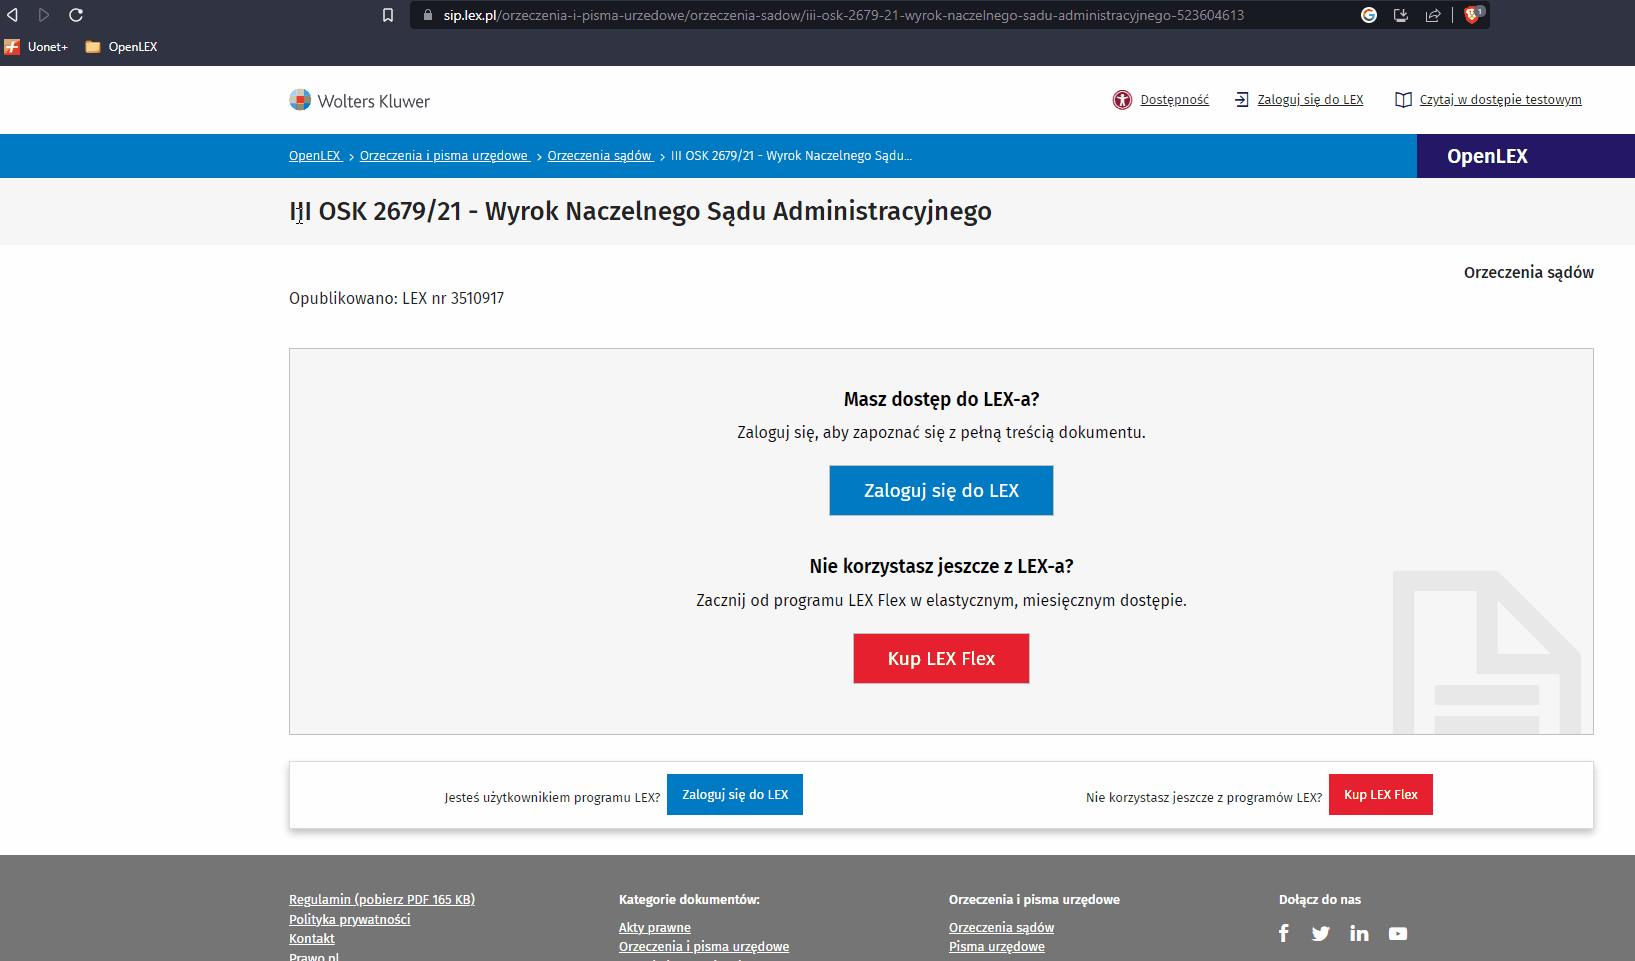 sip.lex.pl/orzeczenia-i-pisma-urzedowe/orzeczenia-sadow/iii-osk-2679-21-wyrok-naczelnego-sadu-administracyjnego-523604613
1
Uonet+ OpenLEX
Wolters Kluwer
Dostępność Zaloguj się do LEX Czytaj w dostępie testowym
OpenLEX > Orzeczenia i pisma urzędowe > Orzeczenia sądów > III OSK 2679/21 - Wyrok Naczelnego Sądu...
OpenLEX
III OSK 2679/21 - Wyrok Naczelnego Sądu Administracyjnego
Orzeczenia sądów
Opublikowano: LEX nr 3510917
Masz dostęp do LEX-a?
Zaloguj się, aby zapoznać się z pełną treścią dokumentu.
Zaloguj się do LEX
Nie korzystasz jeszcze z LEX-a?
Zacznij od programu LEX Flex w elastycznym, miesięcznym dostępie.
Kup LEX Flex
Jesteś użytkownikiem programu LEX? Zaloguj się do LEX
Nie korzystasz jeszcze z programów LEX? Kup LEX Flex
Regulamin (pobierz PDF 165 KB)
Polityka prywatności
Kontakt
Prawo.pl
Kategorie dokumentów:
Akty prawne
Orzeczenia i pisma urzędowe
Orzeczenia i pisma urzędowe
Orzeczenia sądów
Pisma urzędowe
Dołącz do nas